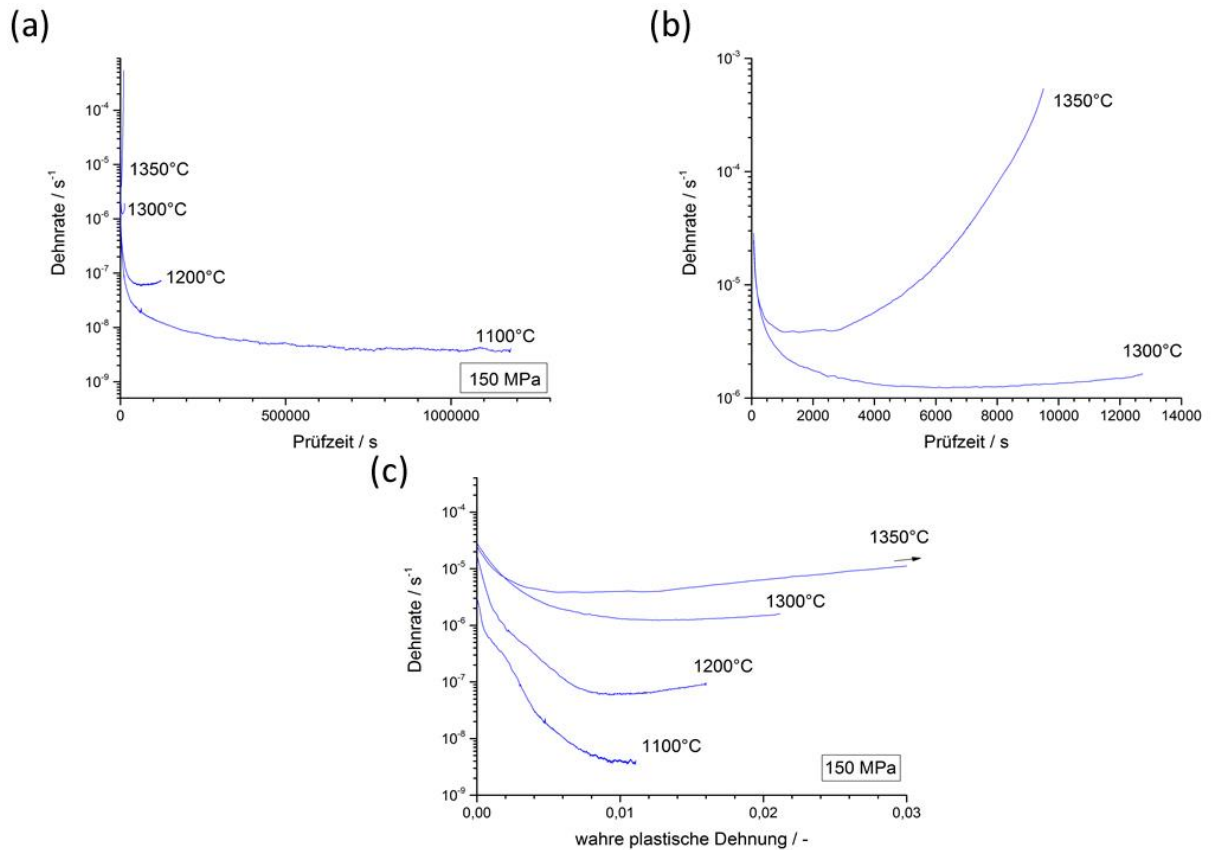 (a)
Dehnrate / s⁻¹
10⁻⁴
10⁻⁵
10⁻⁶
10⁻⁷
10⁻⁸
10⁻⁹
1350°C
1300°C
1200°C
1100°C
150 MPa
0
500000
1000000
Prüfzeit / s
(b)
Dehnrate / s⁻¹
10⁻³
10⁻⁴
10⁻⁵
10⁻⁶
1350°C
1300°C
0
2000
4000
6000
8000
10000
12000
14000
Prüfzeit / s
(c)
Dehnrate / s⁻¹
10⁻⁴
10⁻⁵
10⁻⁶
10⁻⁷
10⁻⁸
10⁻⁹
1350°C
1300°C
1200°C
1100°C
150 MPa
0,00
0,01
0,02
0,03
wahre plastische Dehnung / -